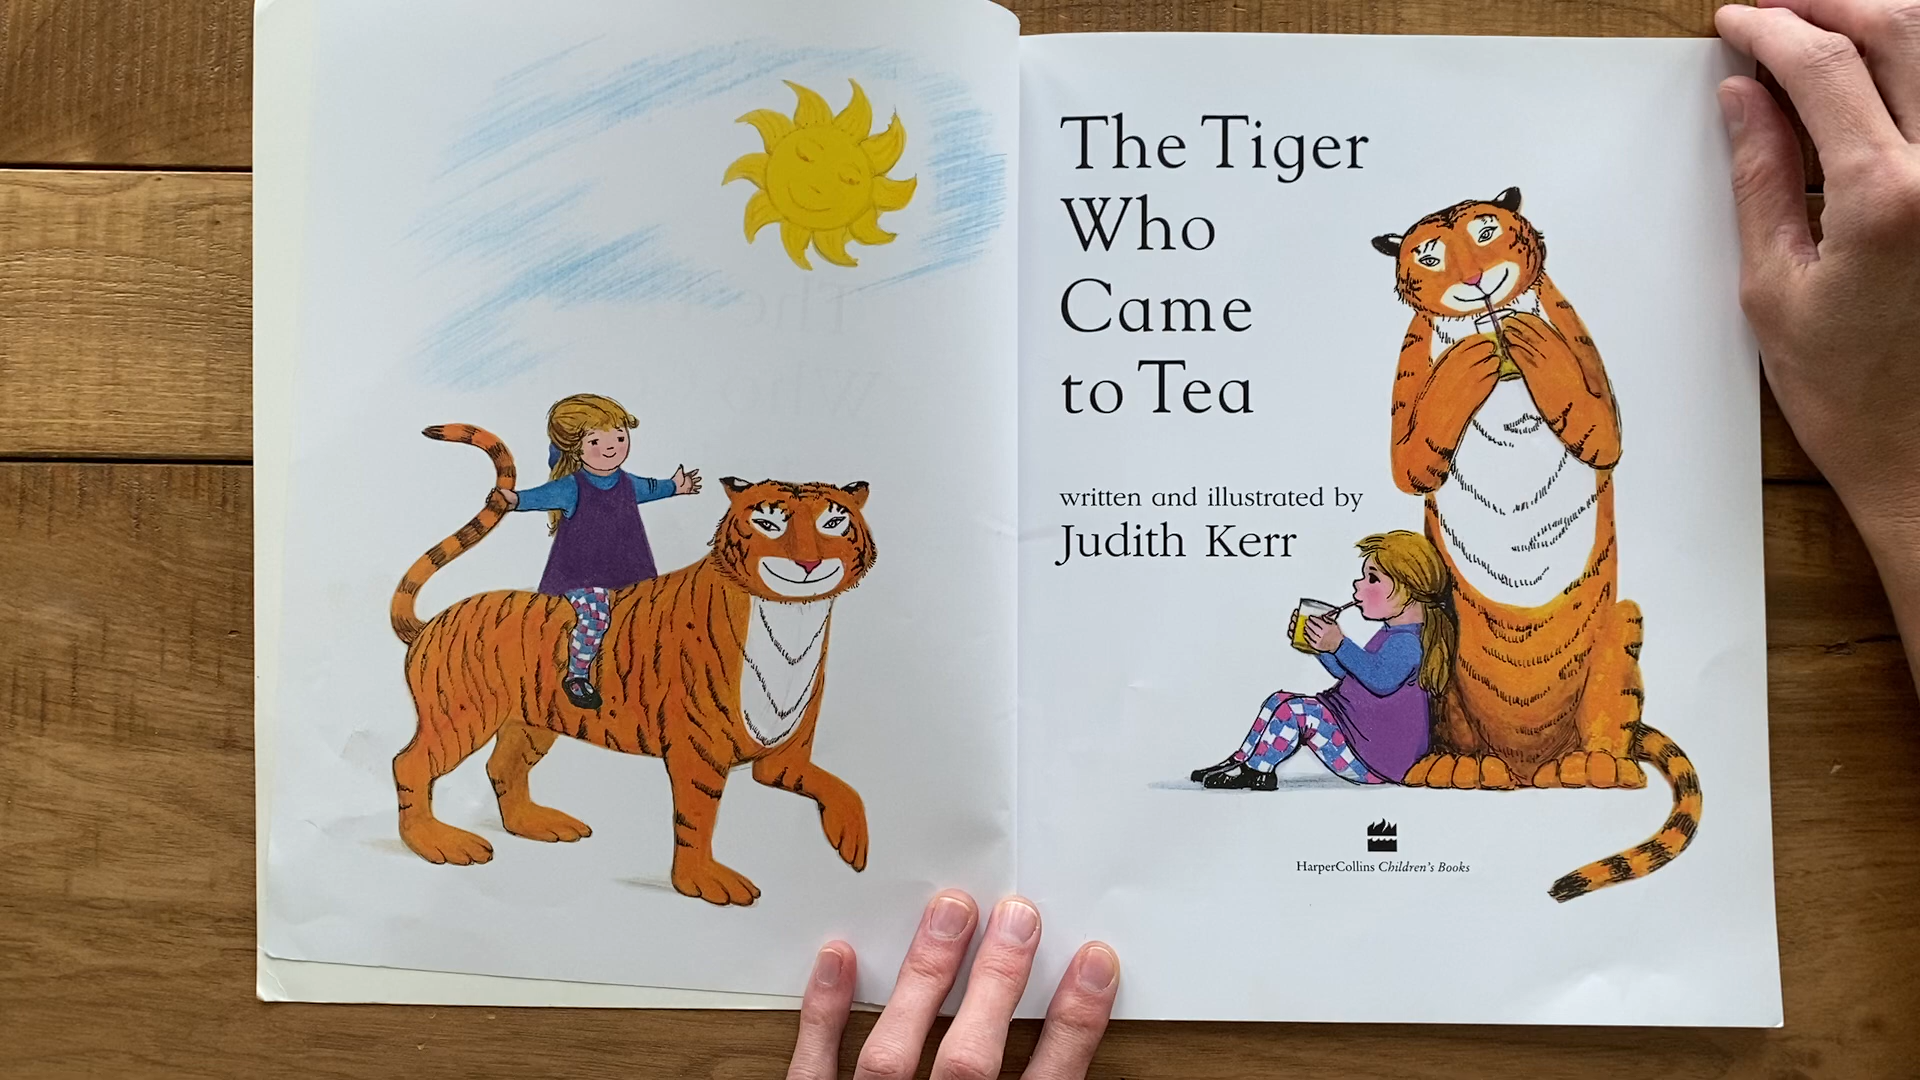 The Tiger
Who
Came
to Tea
written and illustrated by
Judith Kerr
HarperCollins Children's Books